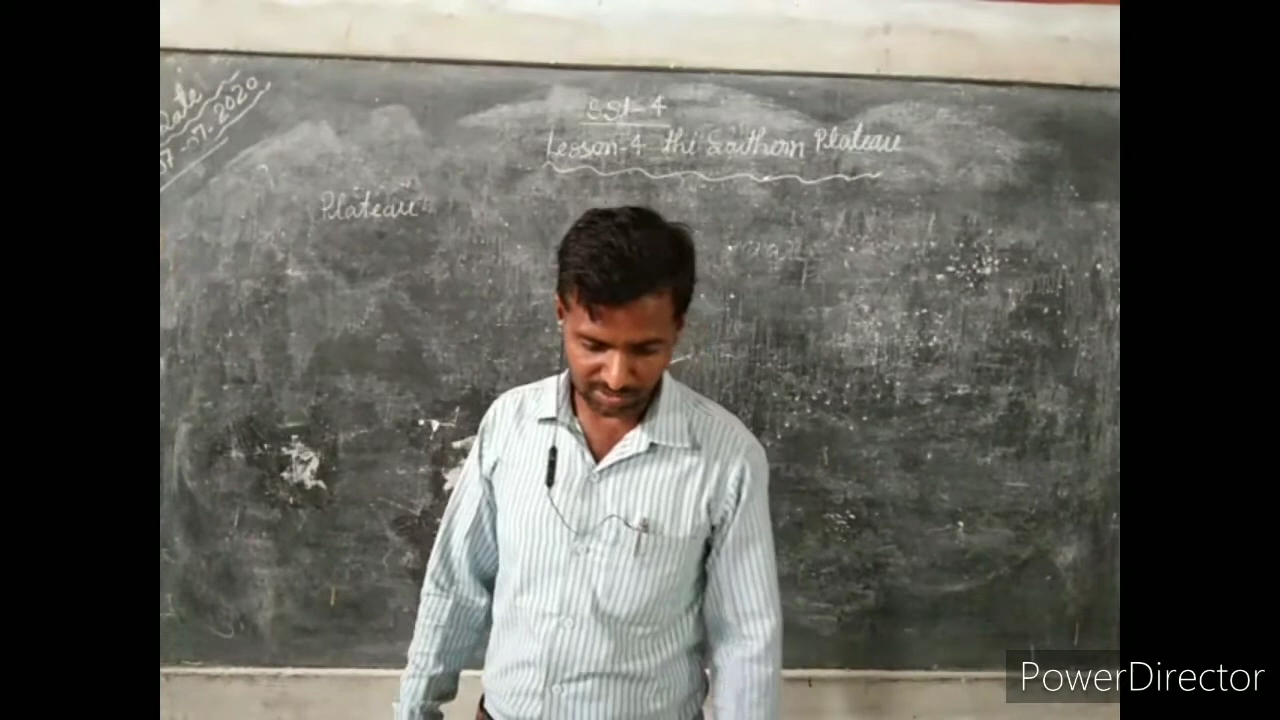 Date
07.07.2020
SSt-4
Lesson-4 the Southern Plateau
Plateau
PowerDirector